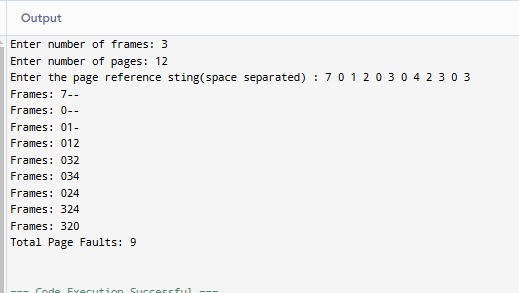 Output
Enter number of frames: 3
Enter number of pages: 12
Enter the page reference sting(space separated) : 7 0 1 2 0 3 0 4 2 3 0 3
Frames: 7--
Frames: 0--
Frames: 01-
Frames: 012
Frames: 032
Frames: 034
Frames: 024
Frames: 324
Frames: 320
Total Page Faults: 9
=== Code Execution Successful ===